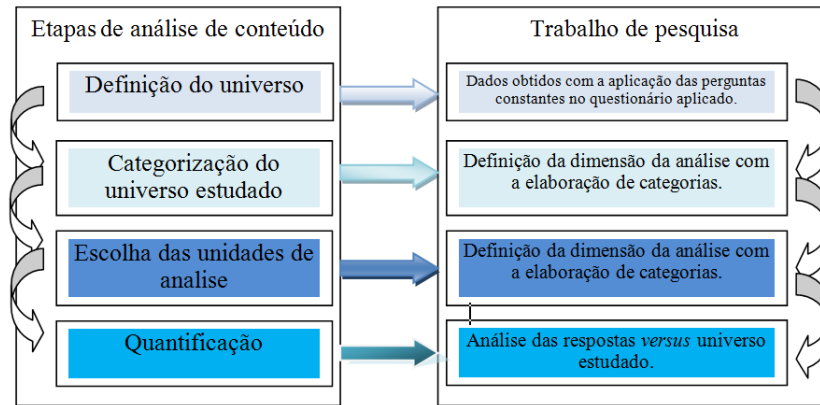 Etapas de análise de conteúdo
Definição do universo
Categorização do
universo estudado
Escolha das unidades de
analise
Quantificação
Trabalho de pesquisa
Dados obtidos com a aplicação das perguntas
constantes no questionário aplicado.
Definição da dimensão da análise com
a elaboração de categorias.
Definição da dimensão da análise com
a elaboração de categorias.
Análise das respostas versus universo
estudado.